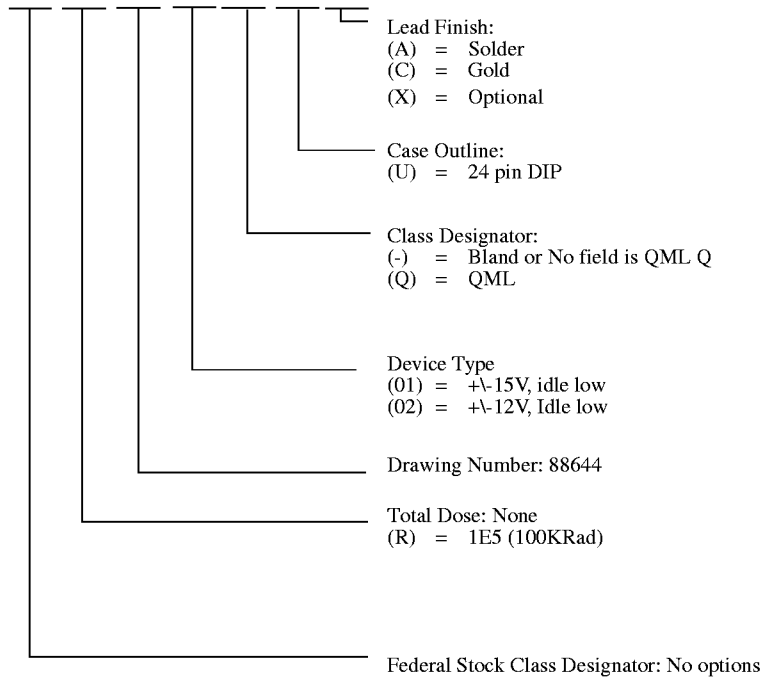 Lead Finish:
(A) = Solder
(C) = Gold
(X) = Optional
Case Outline:
(U) = 24 pin DIP
Class Designator:
(-) = Bland or No field is QML Q
(Q) = QML
Device Type
(01) = +\-15V, idle low
(02) = +\-12V, Idle low
Drawing Number: 88644
Total Dose: None
(R) = 1E5 (100KRad)
Federal Stock Class Designator: No options